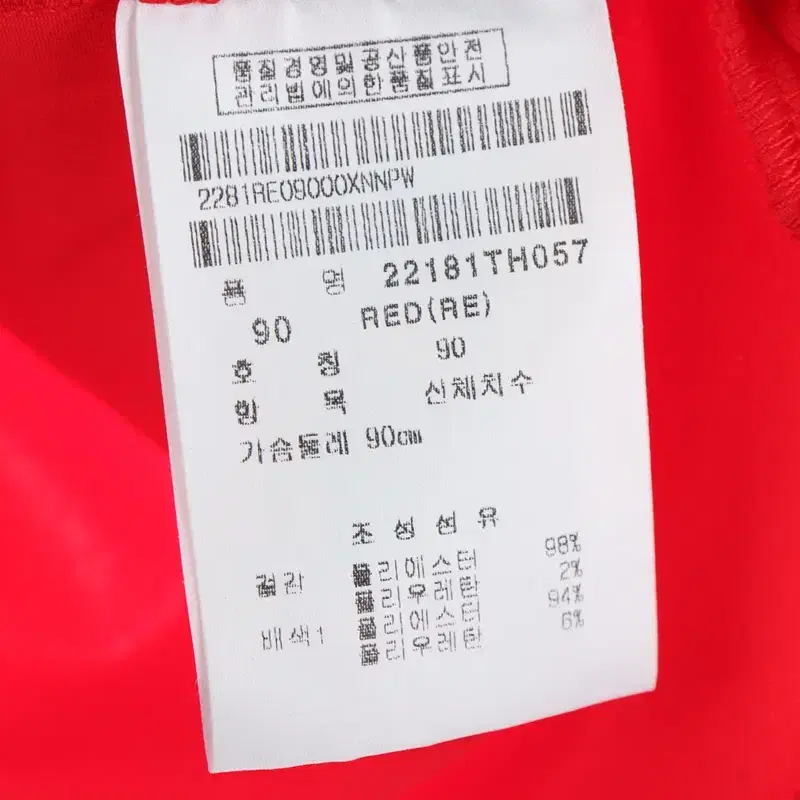 품질경영및공산품안전
관리법에의한품질표시
2281RE09000XNNPW
품 명 22181TH057
90 RED(RE)
호 칭 90
항 목 신체치수
가슴둘레 90cm
조성섬유
겉감 폴리에스터 98%
폴리우레탄 2%
배색1 폴리에스터 94%
폴리우레탄 6%